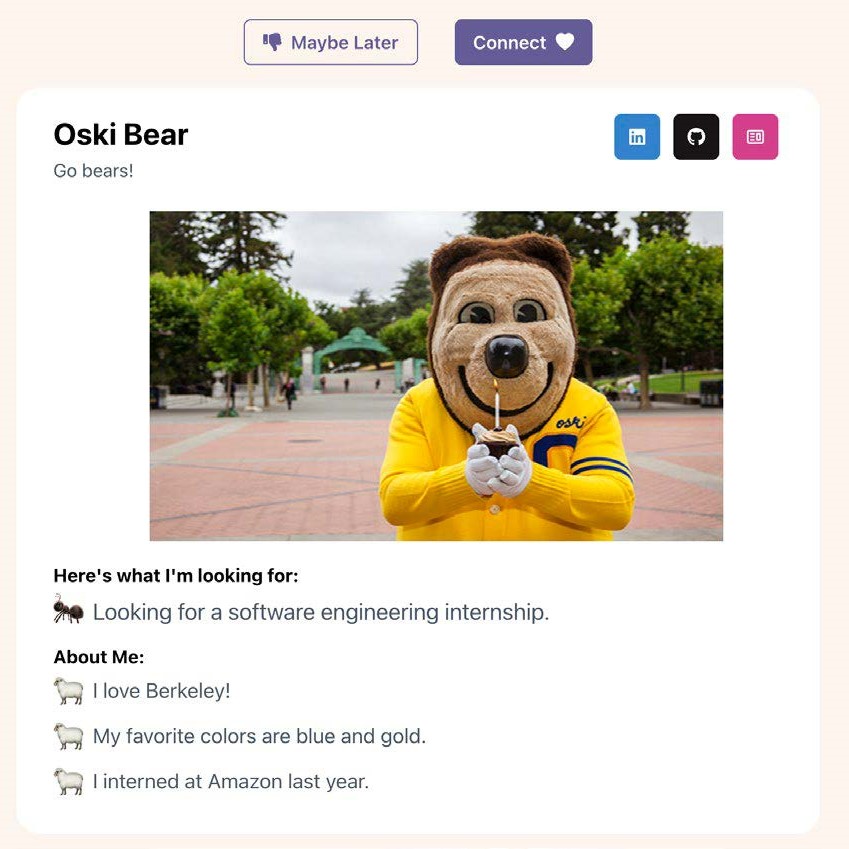 Maybe Later
Connect
Oski Bear
in
Go bears!
oski
Here's what I'm looking for:
Looking for a software engineering internship.
About Me:
I love Berkeley!
My favorite colors are blue and gold.
I interned at Amazon last year.